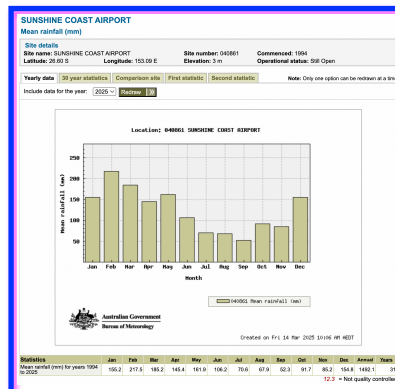 SUNSHINE COAST AIRPORT
Mean rainfall (mm)
Site details
Site name: SUNSHINE COAST AIRPORT Site number: 040861 Commenced: 1994
Latitude: 26.60 S Longitude: 153.09 E Elevation: 3 m Operational status: Still Open
Yearly data 30 year statistics Comparison site First statistic Second statistic Note: Only one option can be redrawn at a time
Include data for the year: 2025 Redraw
Location: 040861 SUNSHINE COAST AIRPORT
Mean rainfall (mm)
250
200
150
100
50
Jan Feb Mar Apr May Jun Jul Aug Sep Oct Nov Dec
Month
040861 Mean rainfall (mm)
Australian Government
Bureau of Meteorology
Created on Fri 14 Mar 2025 10:06 AM AEDT
Statistics Jan Feb Mar Apr May Jun Jul Aug Sep Oct Nov Dec Annual Years
Mean rainfall (mm) for years 1994 to 2025 155.2 217.5 185.2 145.4 161.9 106.2 70.6 67.9 52.3 91.7 85.2 154.8 1492.1 31
12.3 = Not quality controlle